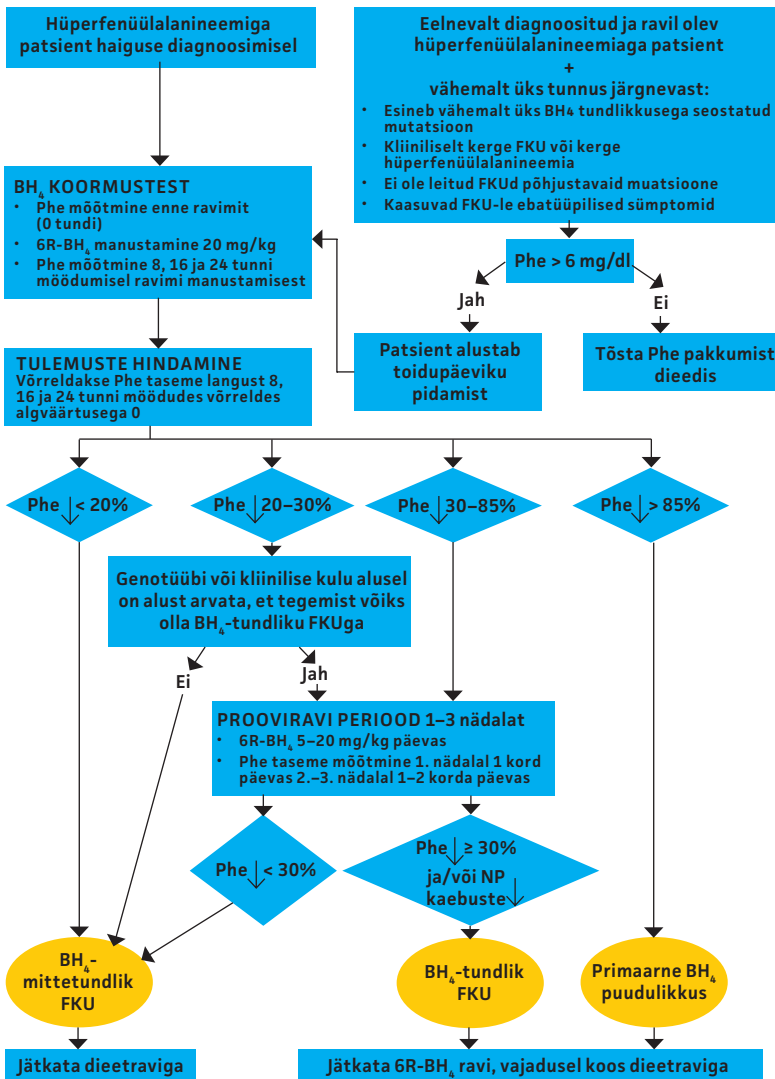 Hüperfenüülalanineemiga
patsient haiguse diagnoosimisel
Eelnevalt diagnoositud ja ravil olev
hüperfenüülalanineemiaga patsient
+
vähemalt üks tunnus järgnevast:
• Esineb vähemalt üks BH4 tundlikkusega seostatud
mutatsioon
• Kliiniliselt kerge FKU või kerge
hüperfenüülalanineemia
• Ei ole leitud FKUd põhjustavaid muatsioone
• Kaasuvad FKU-le ebatüüpilised sümptomid
BH₄ KOORMUSTEST
• Phe mõõtmine enne ravimit
(0 tundi)
• 6R-BH₄ manustamine 20 mg/kg
• Phe mõõtmine 8, 16 ja 24 tunni
möödumisel ravimi manustamisest
Phe > 6 mg/dl
Jah
Ei
Patsient alustab
toidupäeviku
pidamist
Tõsta Phe pakkumist
dieedis
TULEMUSTE HINDAMINE
Võrreldakse Phe taseme langust 8,
16 ja 24 tunni möödudes võrreldes
algväärtusega 0
Phe ↓ < 20%
Phe ↓ 20–30%
Phe ↓ 30–85%
Phe ↓ > 85%
Genotüübi või kliinilise kulu alusel
on alust arvata, et tegemist võiks
olla BH₄-tundliku FKUga
Ei
Jah
PROOVIRAVI PERIOOD 1–3 nädalat
• 6R-BH₄ 5–20 mg/kg päevas
• Phe taseme mõõtmine 1. nädalal 1 kord
päevas 2.–3. nädalal 1–2 korda päevas
Phe ↓ < 30%
Phe ↓ ≥ 30%
ja/või NP
kaebuste ↓
BH₄-
mittetundlik
FKU
BH₄-tundlik
FKU
Primaarne BH₄
puudulikkus
Jätkata dieetraviga
Jätkata 6R-BH₄ ravi, vajadusel koos dieetraviga